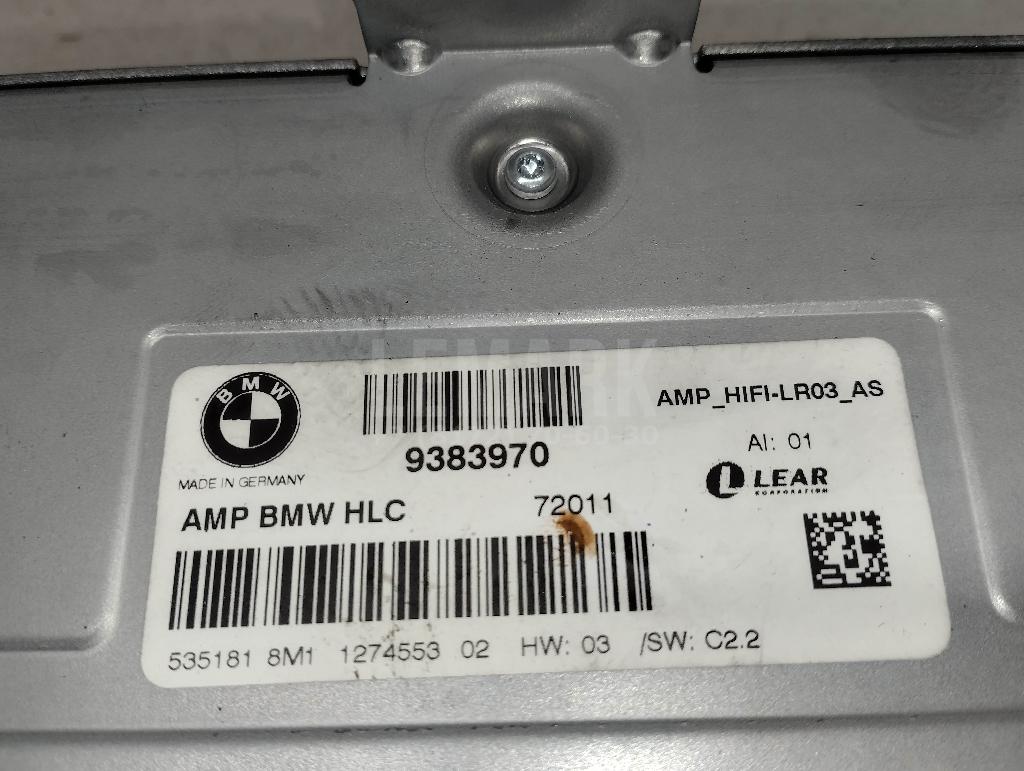 BMW
MADE IN GERMANY
9383970
AMP_HIFI-LR03_AS
AI: 01
LEAR
CORPORATION
AMP BMW HLC 72011
535181 8M1 1274553 02 HW: 03 /SW: C2.2
LEMARK